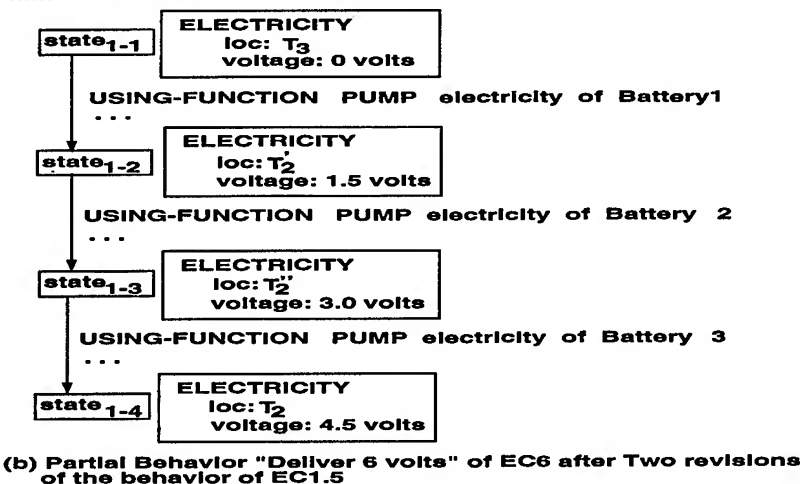 state1-1
ELECTRICITY
loc: T3
voltage: 0 volts
USING-FUNCTION PUMP electricity of Battery1
...
state1-2
ELECTRICITY
loc: T2'
voltage: 1.5 volts
USING-FUNCTION PUMP electricity of Battery 2
...
state1-3
ELECTRICITY
loc: T2''
voltage: 3.0 volts
USING-FUNCTION PUMP electricity of Battery 3
...
state1-4
ELECTRICITY
loc: T2
voltage: 4.5 volts
(b) Partial Behavior "Deliver 6 volts" of EC6 after Two revisions
of the behavior of EC1.5